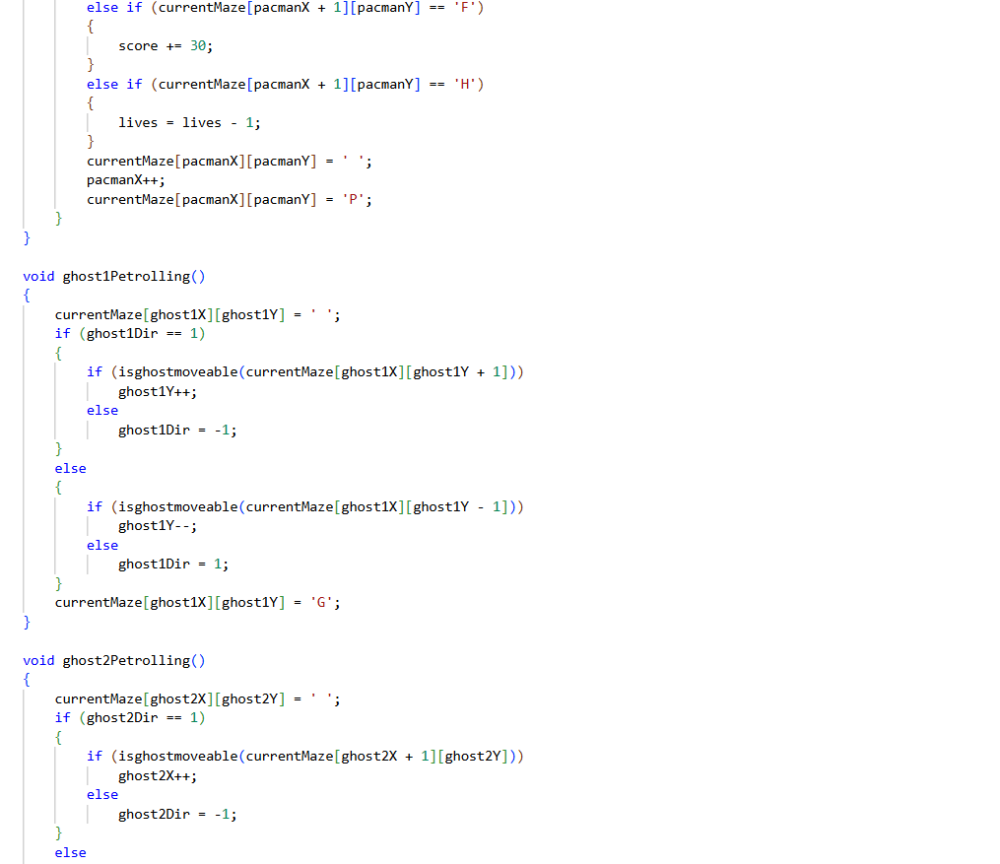 else if (currentMaze[pacmanX + 1][pacmanY] == 'F')
        {
            score += 30;
        }
        else if (currentMaze[pacmanX + 1][pacmanY] == 'H')
        {
            lives = lives - 1;
        }
        currentMaze[pacmanX][pacmanY] = ' ';
        pacmanX++;
        currentMaze[pacmanX][pacmanY] = 'P';
    }
}

void ghost1Petrolling()
{
    currentMaze[ghost1X][ghost1Y] = ' ';
    if (ghost1Dir == 1)
    {
        if (isghostmoveable(currentMaze[ghost1X][ghost1Y + 1]))
            ghost1Y++;
        else
            ghost1Dir = -1;
    }
    else
    {
        if (isghostmoveable(currentMaze[ghost1X][ghost1Y - 1]))
            ghost1Y--;
        else
            ghost1Dir = 1;
    }
    currentMaze[ghost1X][ghost1Y] = 'G';
}

void ghost2Petrolling()
{
    currentMaze[ghost2X][ghost2Y] = ' ';
    if (ghost2Dir == 1)
    {
        if (isghostmoveable(currentMaze[ghost2X + 1][ghost2Y]))
            ghost2X++;
        else
            ghost2Dir = -1;
    }
    else